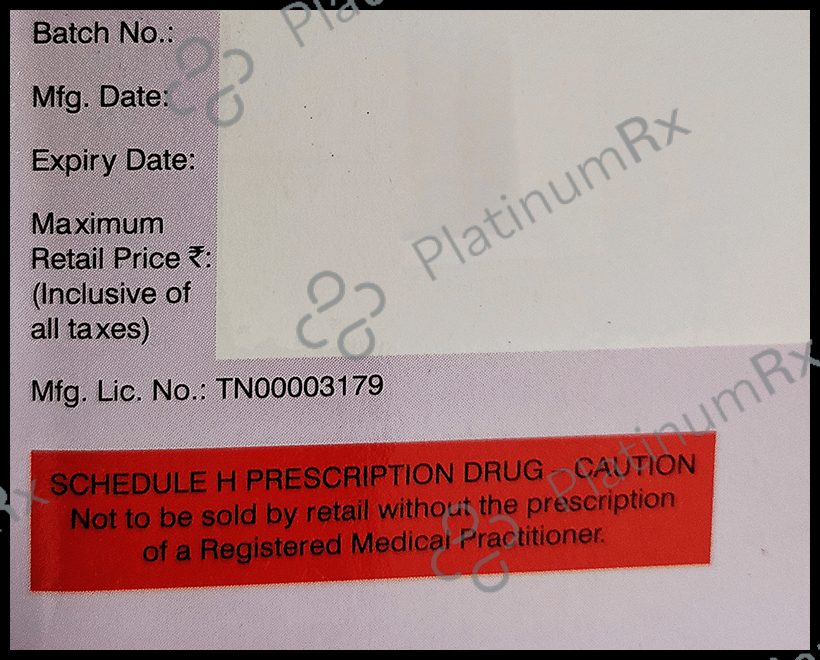 Batch No.:
Mfg. Date:
Expiry Date:
Maximum
Retail Price ₹:
(Inclusive of
all taxes)
Mfg. Lic. No.: TN00003179
SCHEDULE H PRESCRIPTION DRUG - CAUTION
Not to be sold by retail without the prescription
of a Registered Medical Practitioner.
PlatinumRx
PlatinumRx